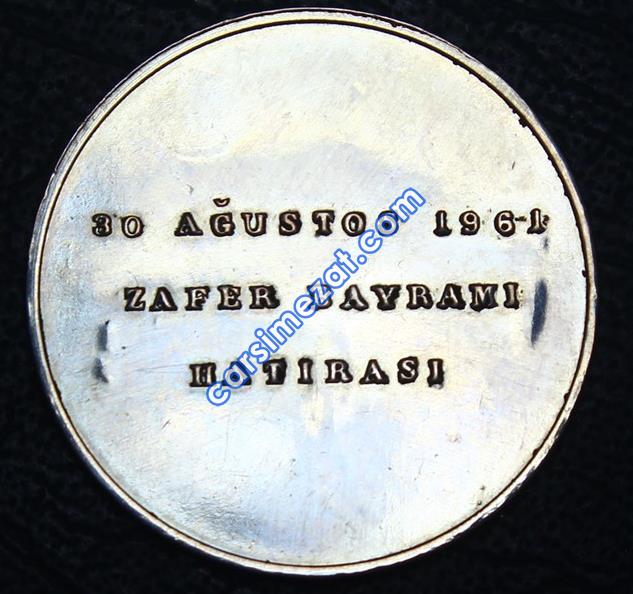 30 AĞUSTOS 1961
ZAFER BAYRAMI
HATIRASI
carsimezat.com